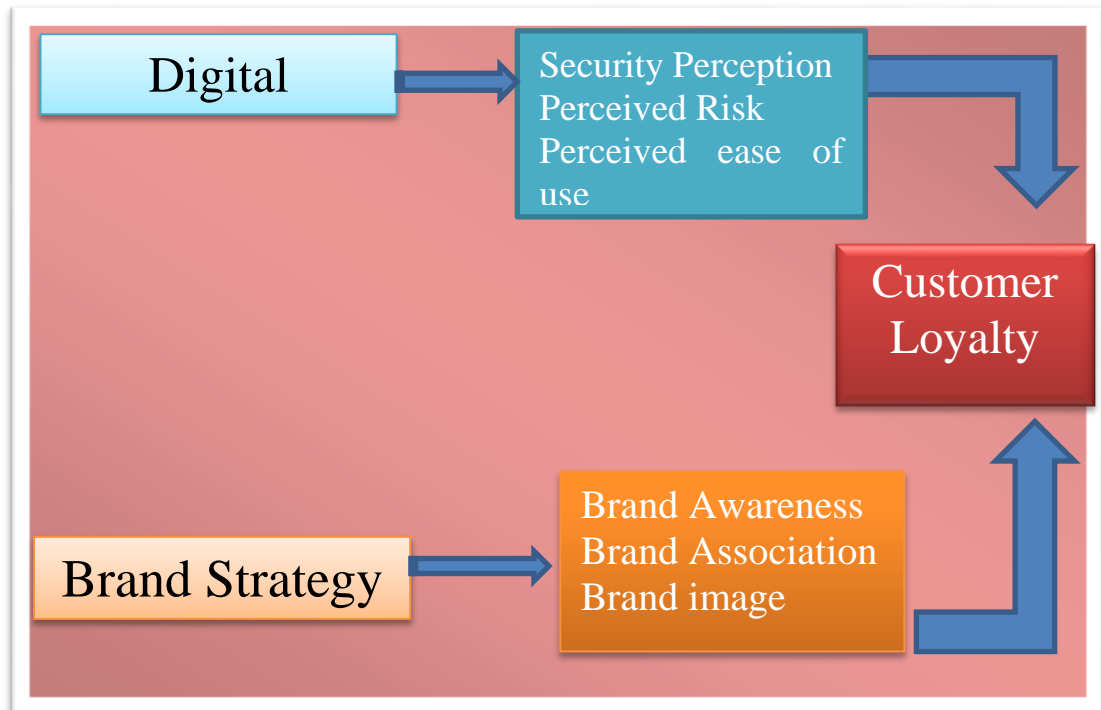 Digital
Security Perception
Perceived Risk
Perceived ease of
use
Customer
Loyalty
Brand Awareness
Brand Association
Brand image
Brand Strategy